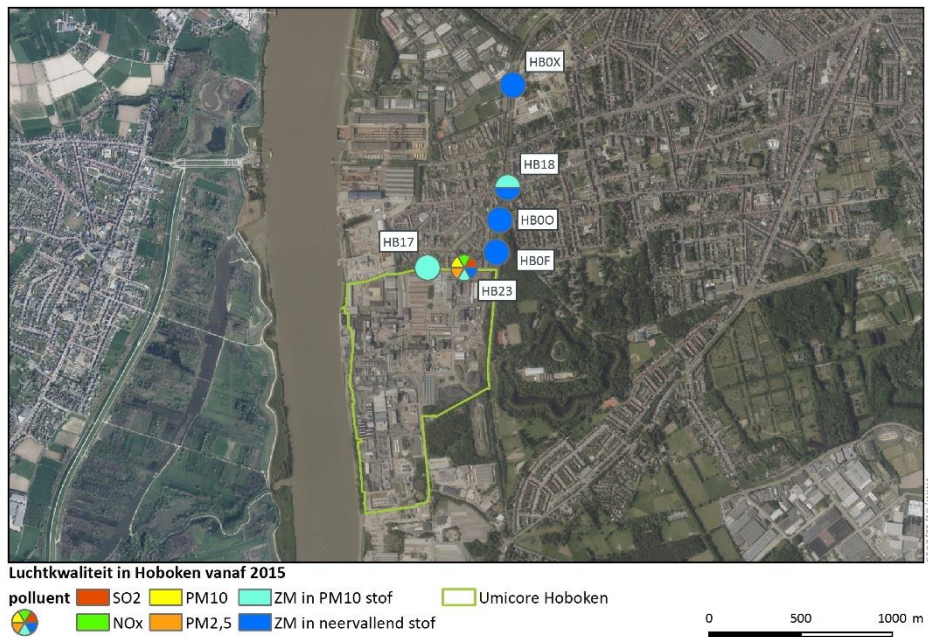 HB0X
HB18
HB0O
HB17
HB0F
HB23
Luchtkwaliteit in Hoboken vanaf 2015
polluent
SO2 PM10 ZM in PM10 stof Umicore Hoboken
NOx PM2,5 ZM in neervallend stof
0 500 1000 m